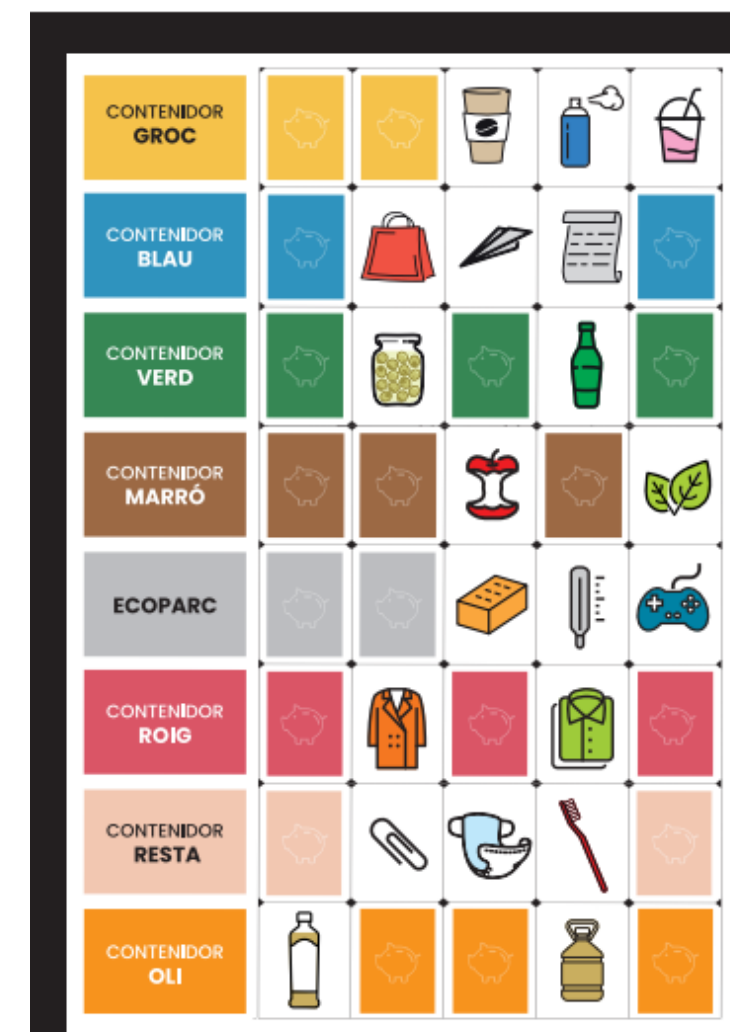 CONTENIDOR
GROC
CONTENIDOR
BLAU
CONTENIDOR
VERD
CONTENIDOR
MARRÓ
ECOPARC
CONTENIDOR
ROIG
CONTENIDOR
RESTA
CONTENIDOR
OLI